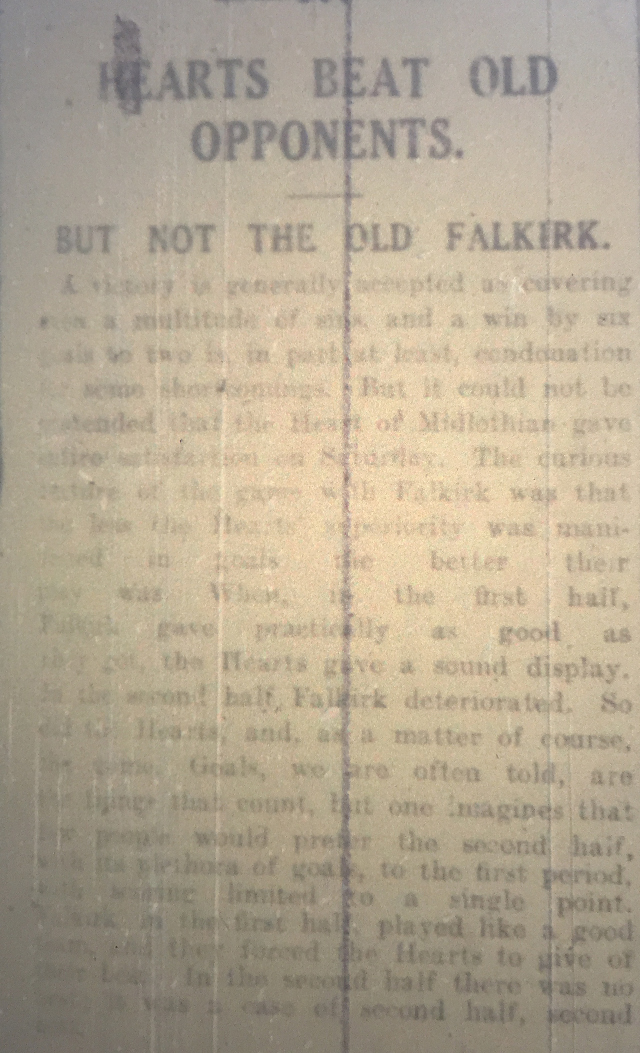 HEARTS BEAT OLD
OPPONENTS.
BUT NOT THE OLD FALKIRK.
A victory is generally accepted as covering
a multitude of sins, and a win by six
goals to two is, in part at least, condonation
for some shortcomings. But it could not be
pretended that the Heart of Midlothian gave
entire satisfaction on Saturday. The curious
feature of the game with Falkirk was that
the less the Hearts' superiority was mani-
fested in goals the better their
play was. When, in the first half,
Falkirk gave practically as good as
they got, the Hearts gave a sound display.
In the second half, Falkirk deteriorated. So
did the Hearts, and, as a matter of course,
the game. Goals, we are often told, are
the things that count, but one imagines that
few people would prefer the second half,
with its plethora of goals, to the first period,
with scoring limited to a single point.
Falkirk, in the first half, played like a good
team, and they forced the Hearts to give of
their best. In the second half there was no
it was a case of second half, second